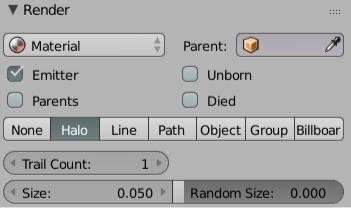 Render
Material Parent:
Emitter Unborn
Parents Died
None Halo Line Path Object Group Billboar
Trail Count: 1
Size: 0.050 Random Size: 0.000